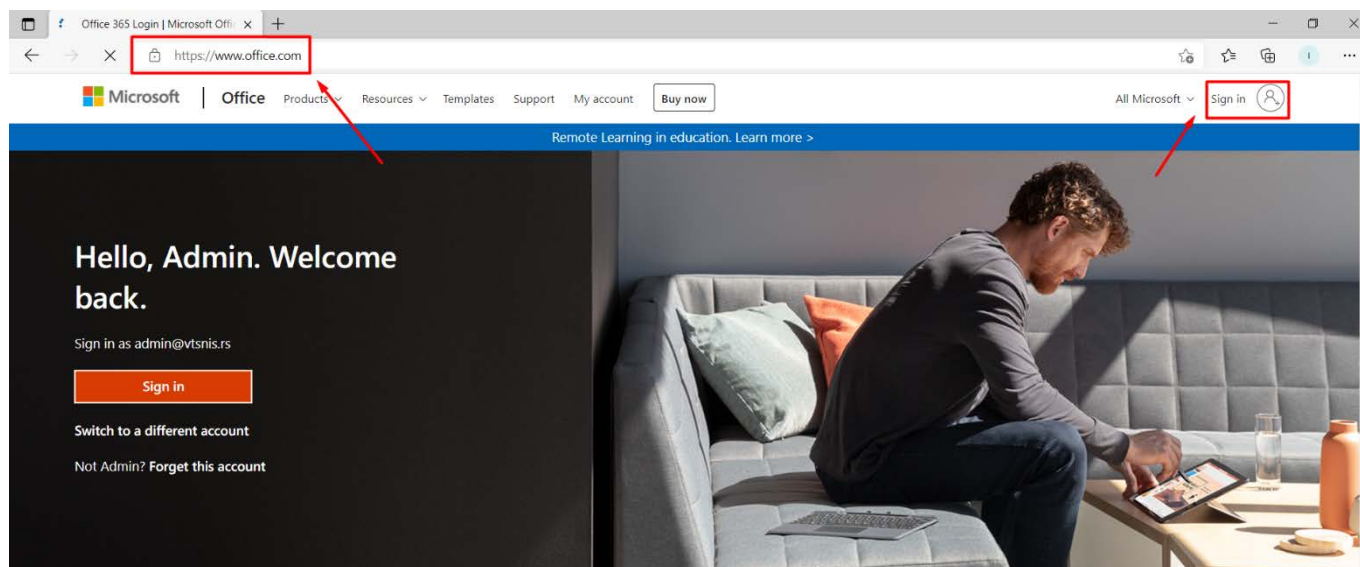 Office 365 Login | Microsoft Offi
https://www.office.com
Microsoft Office Products Resources Templates Support My account Buy now All Microsoft Sign in
Remote Learning in education. Learn more >
Hello, Admin. Welcome
back.
Sign in as admin@vtsnis.rs
Sign in
Switch to a different account
Not Admin? Forget this account